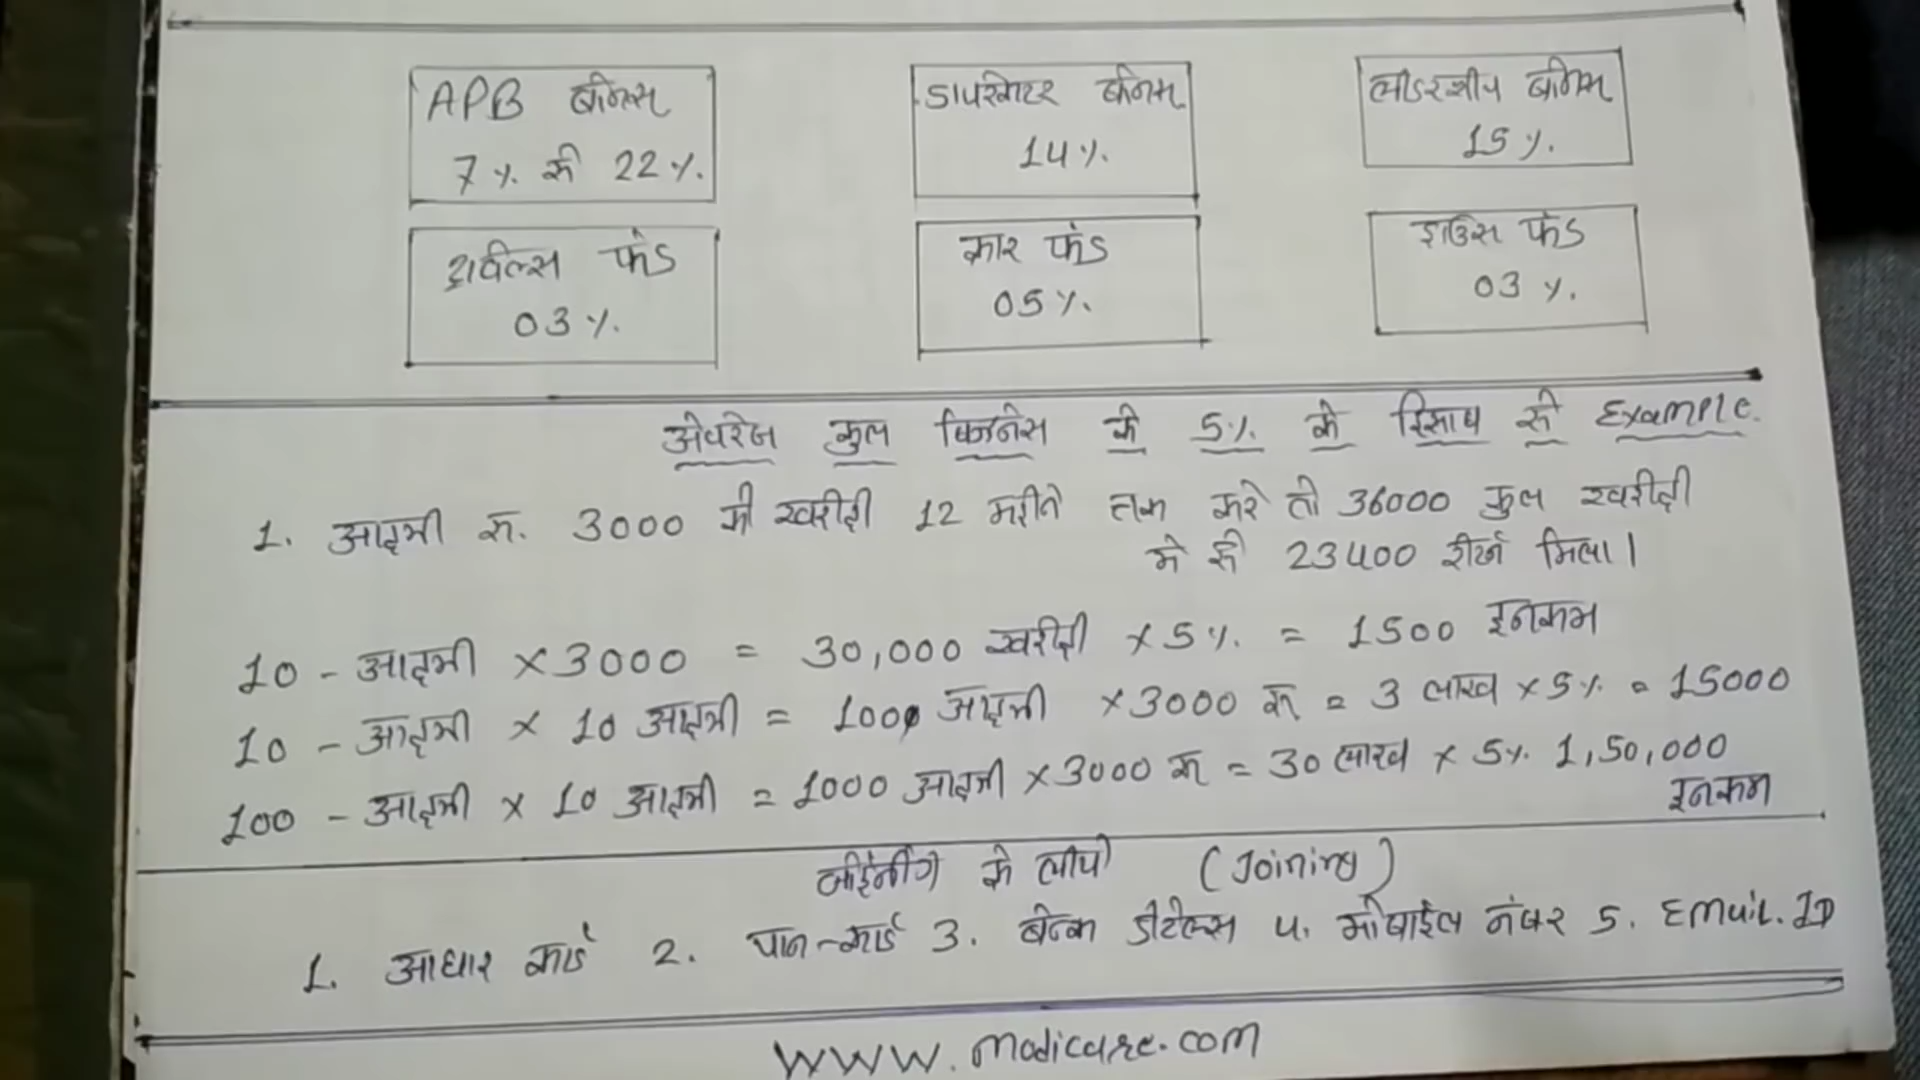 APB बोनस
7 %. से 22 %.
डायरेक्टर बोनस
14 %.
लीडरशीप बोनस
15 %.
ट्रावेल्स फंड
03 %.
कार फंड
05 %.
हाउस फंड
03 %.
अेवरेज कुल बिजनेस के 5%. के हिसाब से Example.
1. आदमी रू. 3000 की खरीदी 12 महीने तक करे तो 36000 कुल खरीदी
मे से 23400 रीटर्न मिला।
10 - आदमी × 3000 = 30,000 खरीदी × 5 %. = 1500 इनकम
10 - आदमी × 10 आदमी = 100 आदमी × 3000 रू = 3 लाख × 5 %. = 15000
100 - आदमी × 10 आदमी = 1000 आदमी × 3000 रू = 30 लाख × 5%. 1,50,000
इनकम
जोईनींग के लीये (Joining)
1. आधार कार्ड 2. पान-कार्ड 3. बेन्क डीटेल्स 4. मोबाईल नंबर 5. Email. ID
www.modicare.com